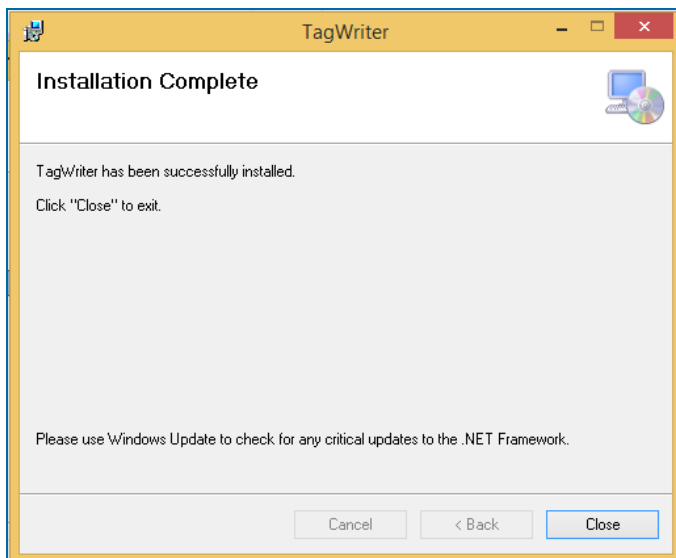 TagWriter
Installation Complete
TagWriter has been successfully installed.
Click "Close" to exit.
Please use Windows Update to check for any critical updates to the .NET Framework.
Cancel
< Back
Close